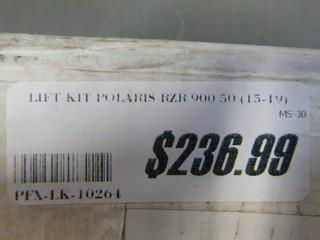 LIFT KIT POLARIS RZR 900 50 (15-19)
MS-30
$236.99
PFX-LK-10264